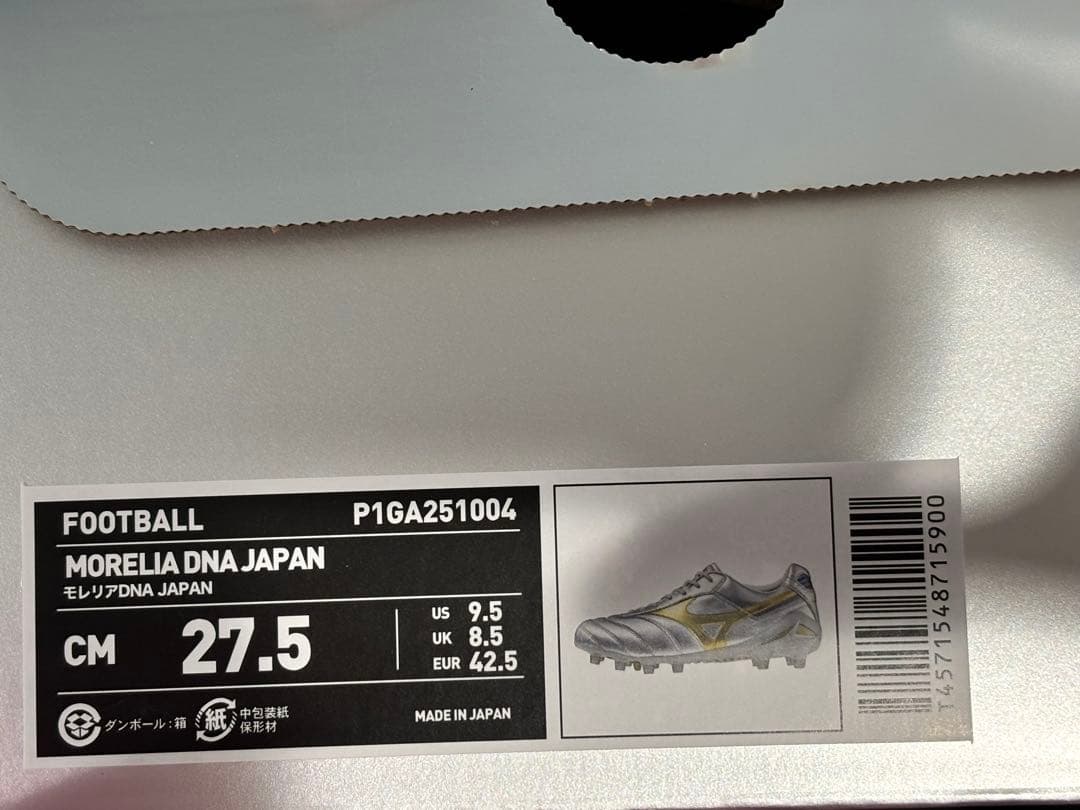 FOOTBALL P1GA251004
MORELIA DNA JAPAN
モレリアDNA JAPAN
CM 27.5
US 9.5
UK 8.5
EUR 42.5
ダンボール:箱
紙 中包装紙
保形材
MADE IN JAPAN
T 4571548715900